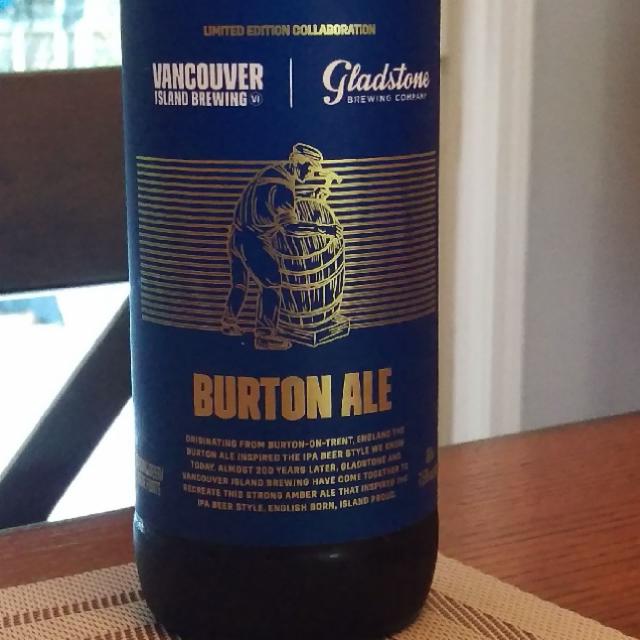 LIMITED EDITION COLLABORATION
VANCOUVER
ISLAND BREWING VI
Gladstone
BREWING COMPANY
BURTON ALE
ORIGINATING FROM BURTON-ON-TRENT, ENGLAND THE
BURTON ALE INSPIRED THE IPA BEER STYLE WE KNOW
TODAY. ALMOST 200 YEARS LATER, GLADSTONE AND
VANCOUVER ISLAND BREWING HAVE COME TOGETHER TO
RECREATE THIS STRONG AMBER ALE THAT INSPIRED THE
IPA BEER STYLE. ENGLISH BORN, ISLAND PROUD.